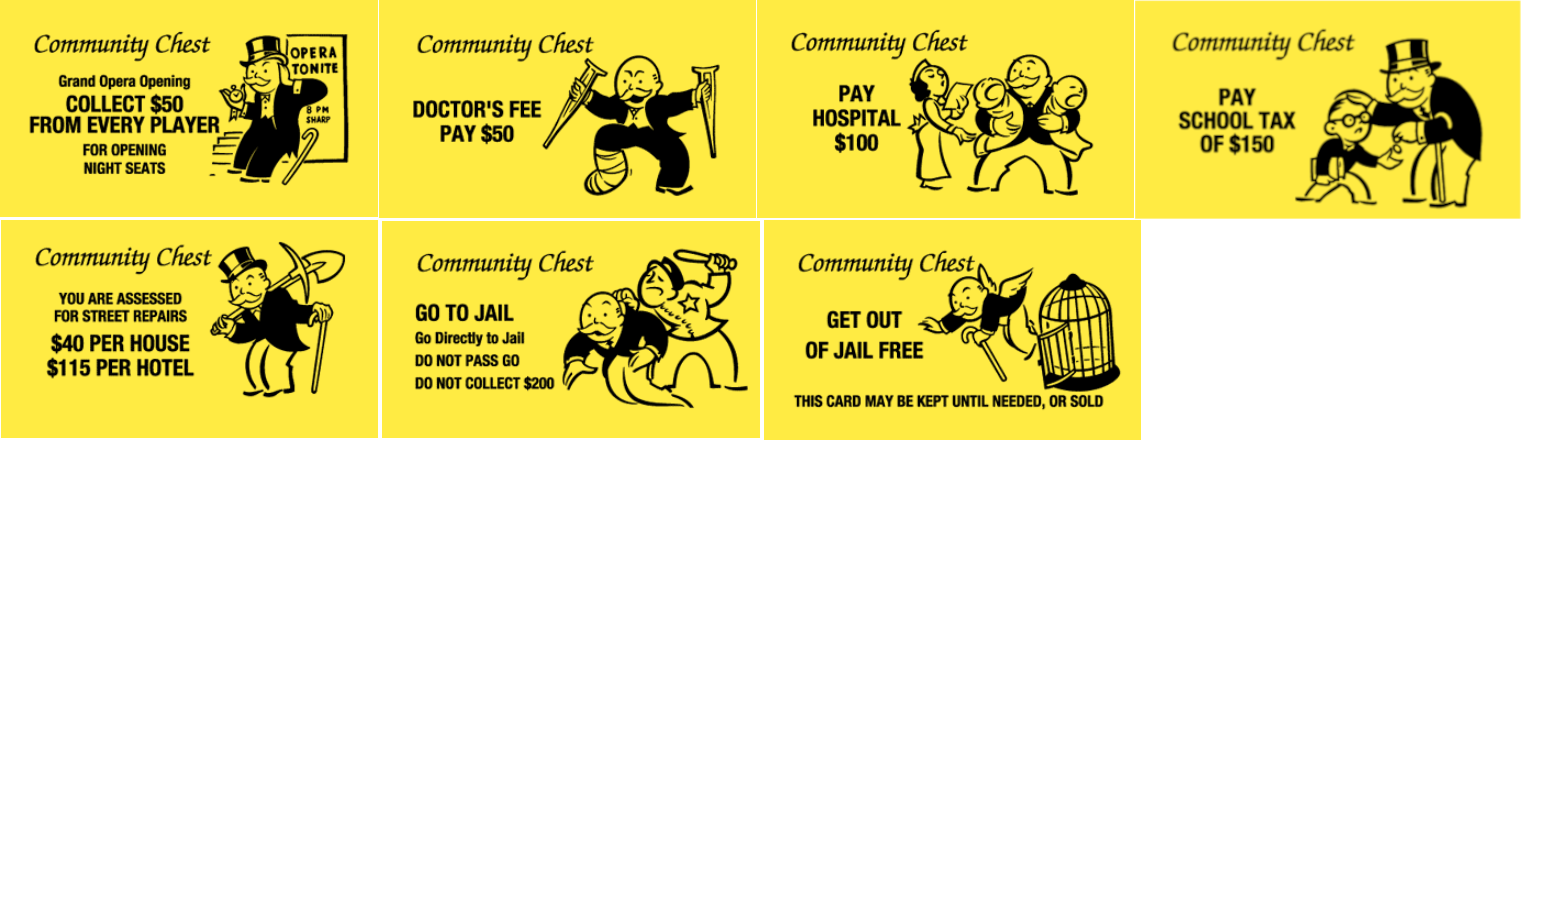 Community Chest
Grand Opera Opening
COLLECT $50
FROM EVERY PLAYER
FOR OPENING
NIGHT SEATS
OPERA
TONITE
8 PM
SHARP
Community Chest
DOCTOR'S FEE
PAY $50
Community Chest
PAY
HOSPITAL
$100
Community Chest
PAY
SCHOOL TAX
OF $150
Community Chest
YOU ARE ASSESSED
FOR STREET REPAIRS
$40 PER HOUSE
$115 PER HOTEL
Community Chest
GO TO JAIL
Go Directly to Jail
DO NOT PASS GO
DO NOT COLLECT $200
Community Chest
GET OUT
OF JAIL FREE
THIS CARD MAY BE KEPT UNTIL NEEDED, OR SOLD